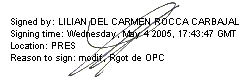 Signed by: LILIAN DEL CARMEN ROCCA CARBAJAL
Signing time: Wednesday, May 4 2005, 17:43:47 GMT
Location: PRES
Reason to sign: modif. Rgot de OPC